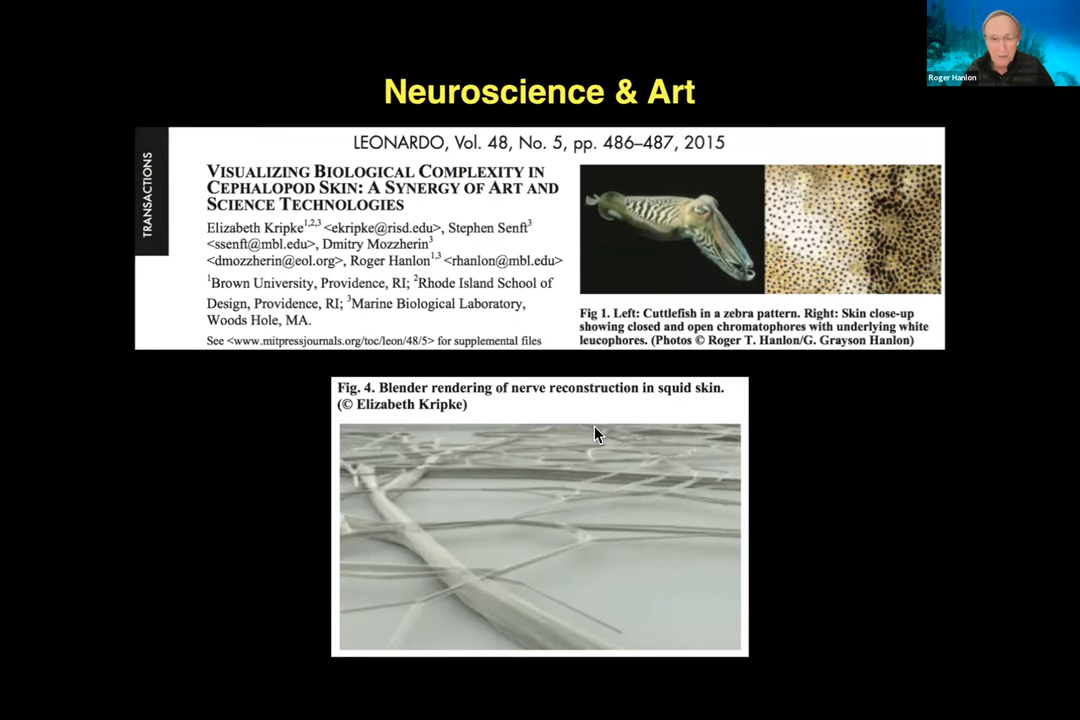 Roger Hanlon
Neuroscience & Art
LEONARDO, Vol. 48, No. 5, pp. 486–487, 2015
TRANSACTIONS
VISUALIZING BIOLOGICAL COMPLEXITY IN
CEPHALOPOD SKIN: A SYNERGY OF ART AND
SCIENCE TECHNOLOGIES
Elizabeth Kripke1,2,3 <ekripke@risd.edu>, Stephen Senft3
<ssenft@mbl.edu>, Dmitry Mozzherin3
<dmozzherin@eol.org>, Roger Hanlon1,3 <rhanlon@mbl.edu>
1Brown University, Providence, RI; 2Rhode Island School of
Design, Providence, RI; 3Marine Biological Laboratory,
Woods Hole, MA.
See <www.mitpressjournals.org/toc/leon/48/5> for supplemental files
Fig 1. Left: Cuttlefish in a zebra pattern. Right: Skin close-up
showing closed and open chromatophores with underlying white
leucophores. (Photos © Roger T. Hanlon/G. Grayson Hanlon)
Fig. 4. Blender rendering of nerve reconstruction in squid skin.
(© Elizabeth Kripke)